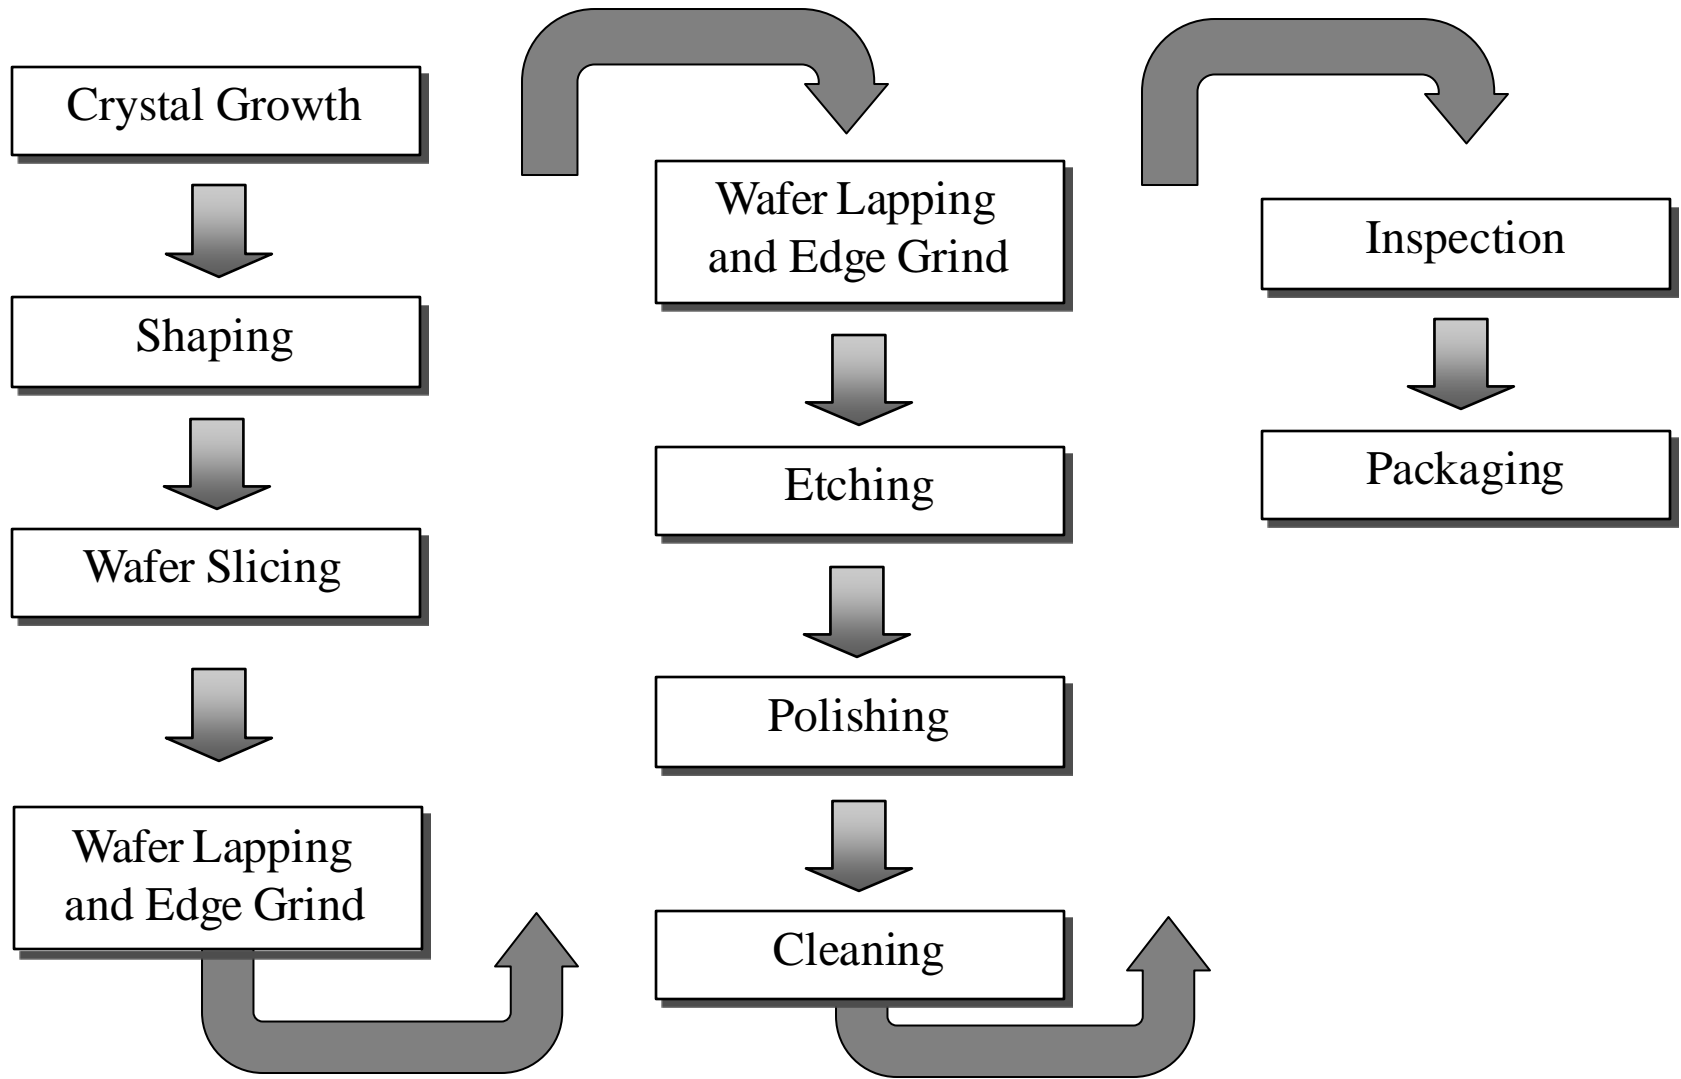 Crystal Growth
Shaping
Wafer Slicing
Wafer Lapping
and Edge Grind
Wafer Lapping
and Edge Grind
Etching
Polishing
Cleaning
Inspection
Packaging